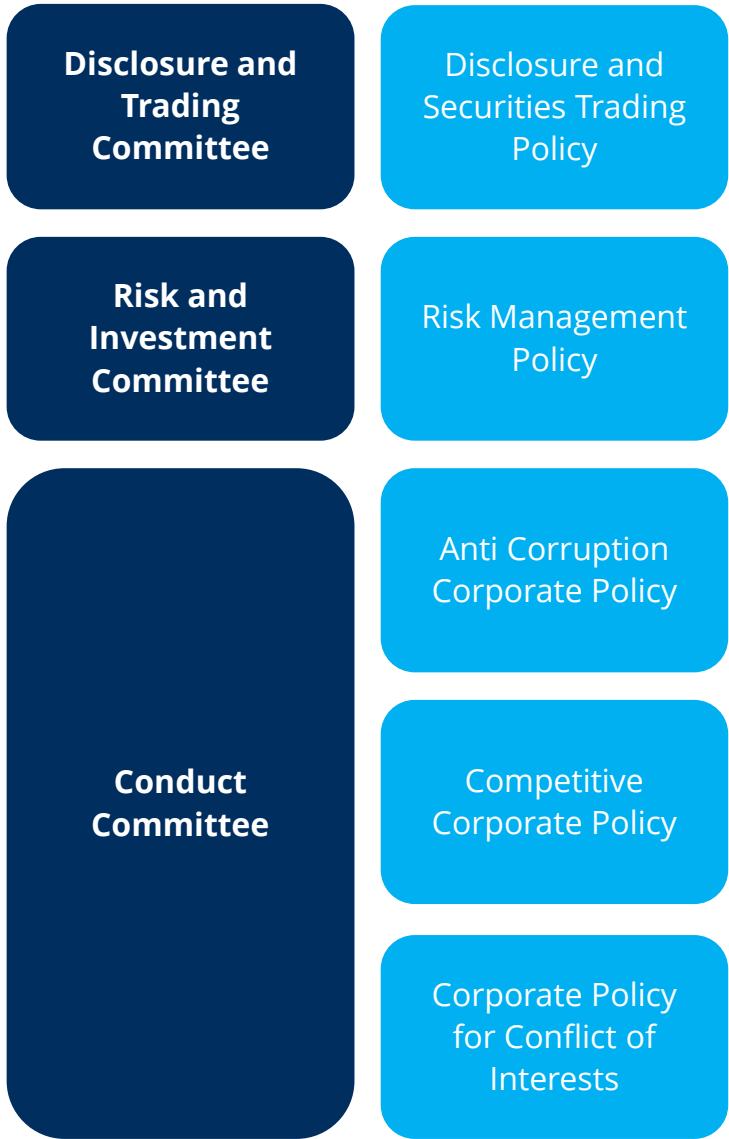 Disclosure and
Trading
Committee
Disclosure and
Securities Trading
Policy
Risk and
Investment
Committee
Risk Management
Policy
Conduct
Committee
Anti Corruption
Corporate Policy
Competitive
Corporate Policy
Corporate Policy
for Conflict of
Interests